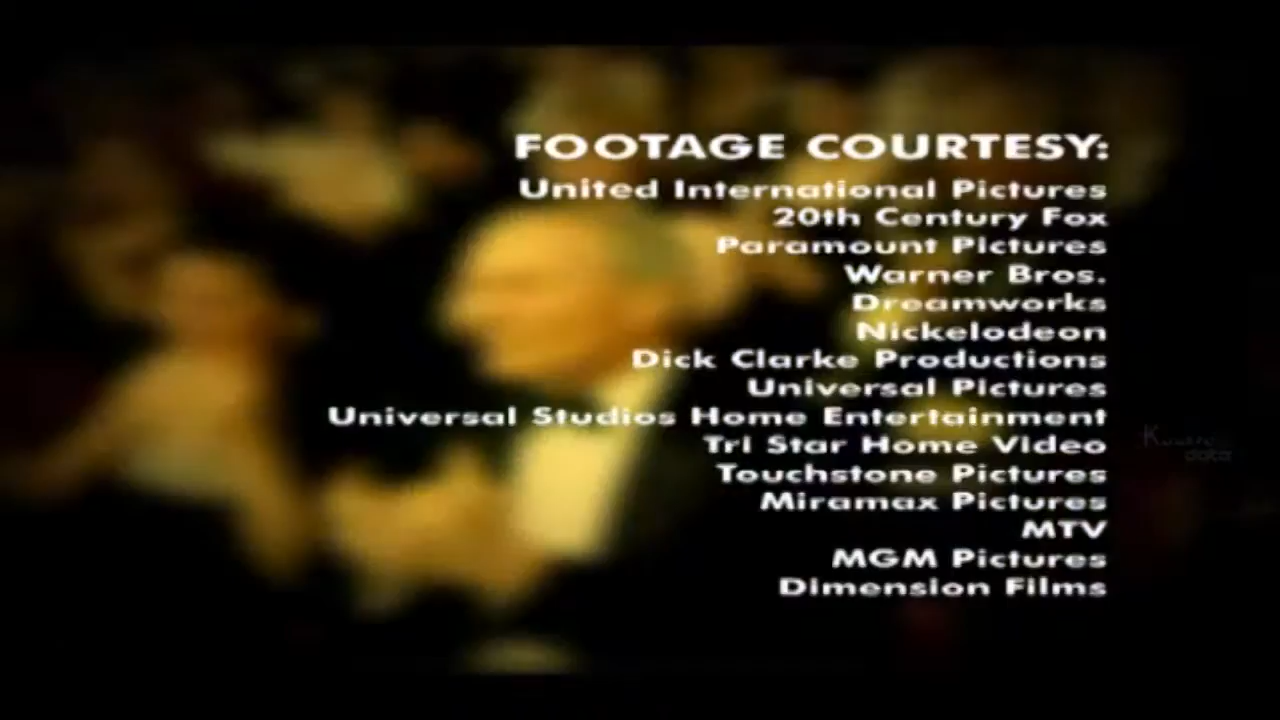 FOOTAGE COURTESY:
United International Pictures
20th Century Fox
Paramount Pictures
Warner Bros.
Dreamworks
Nickelodeon
Dick Clarke Productions
Universal Pictures
Universal Studios Home Entertainment
Tri Star Home Video
Touchstone Pictures
Miramax Pictures
MTV
MGM Pictures
Dimension Films
data